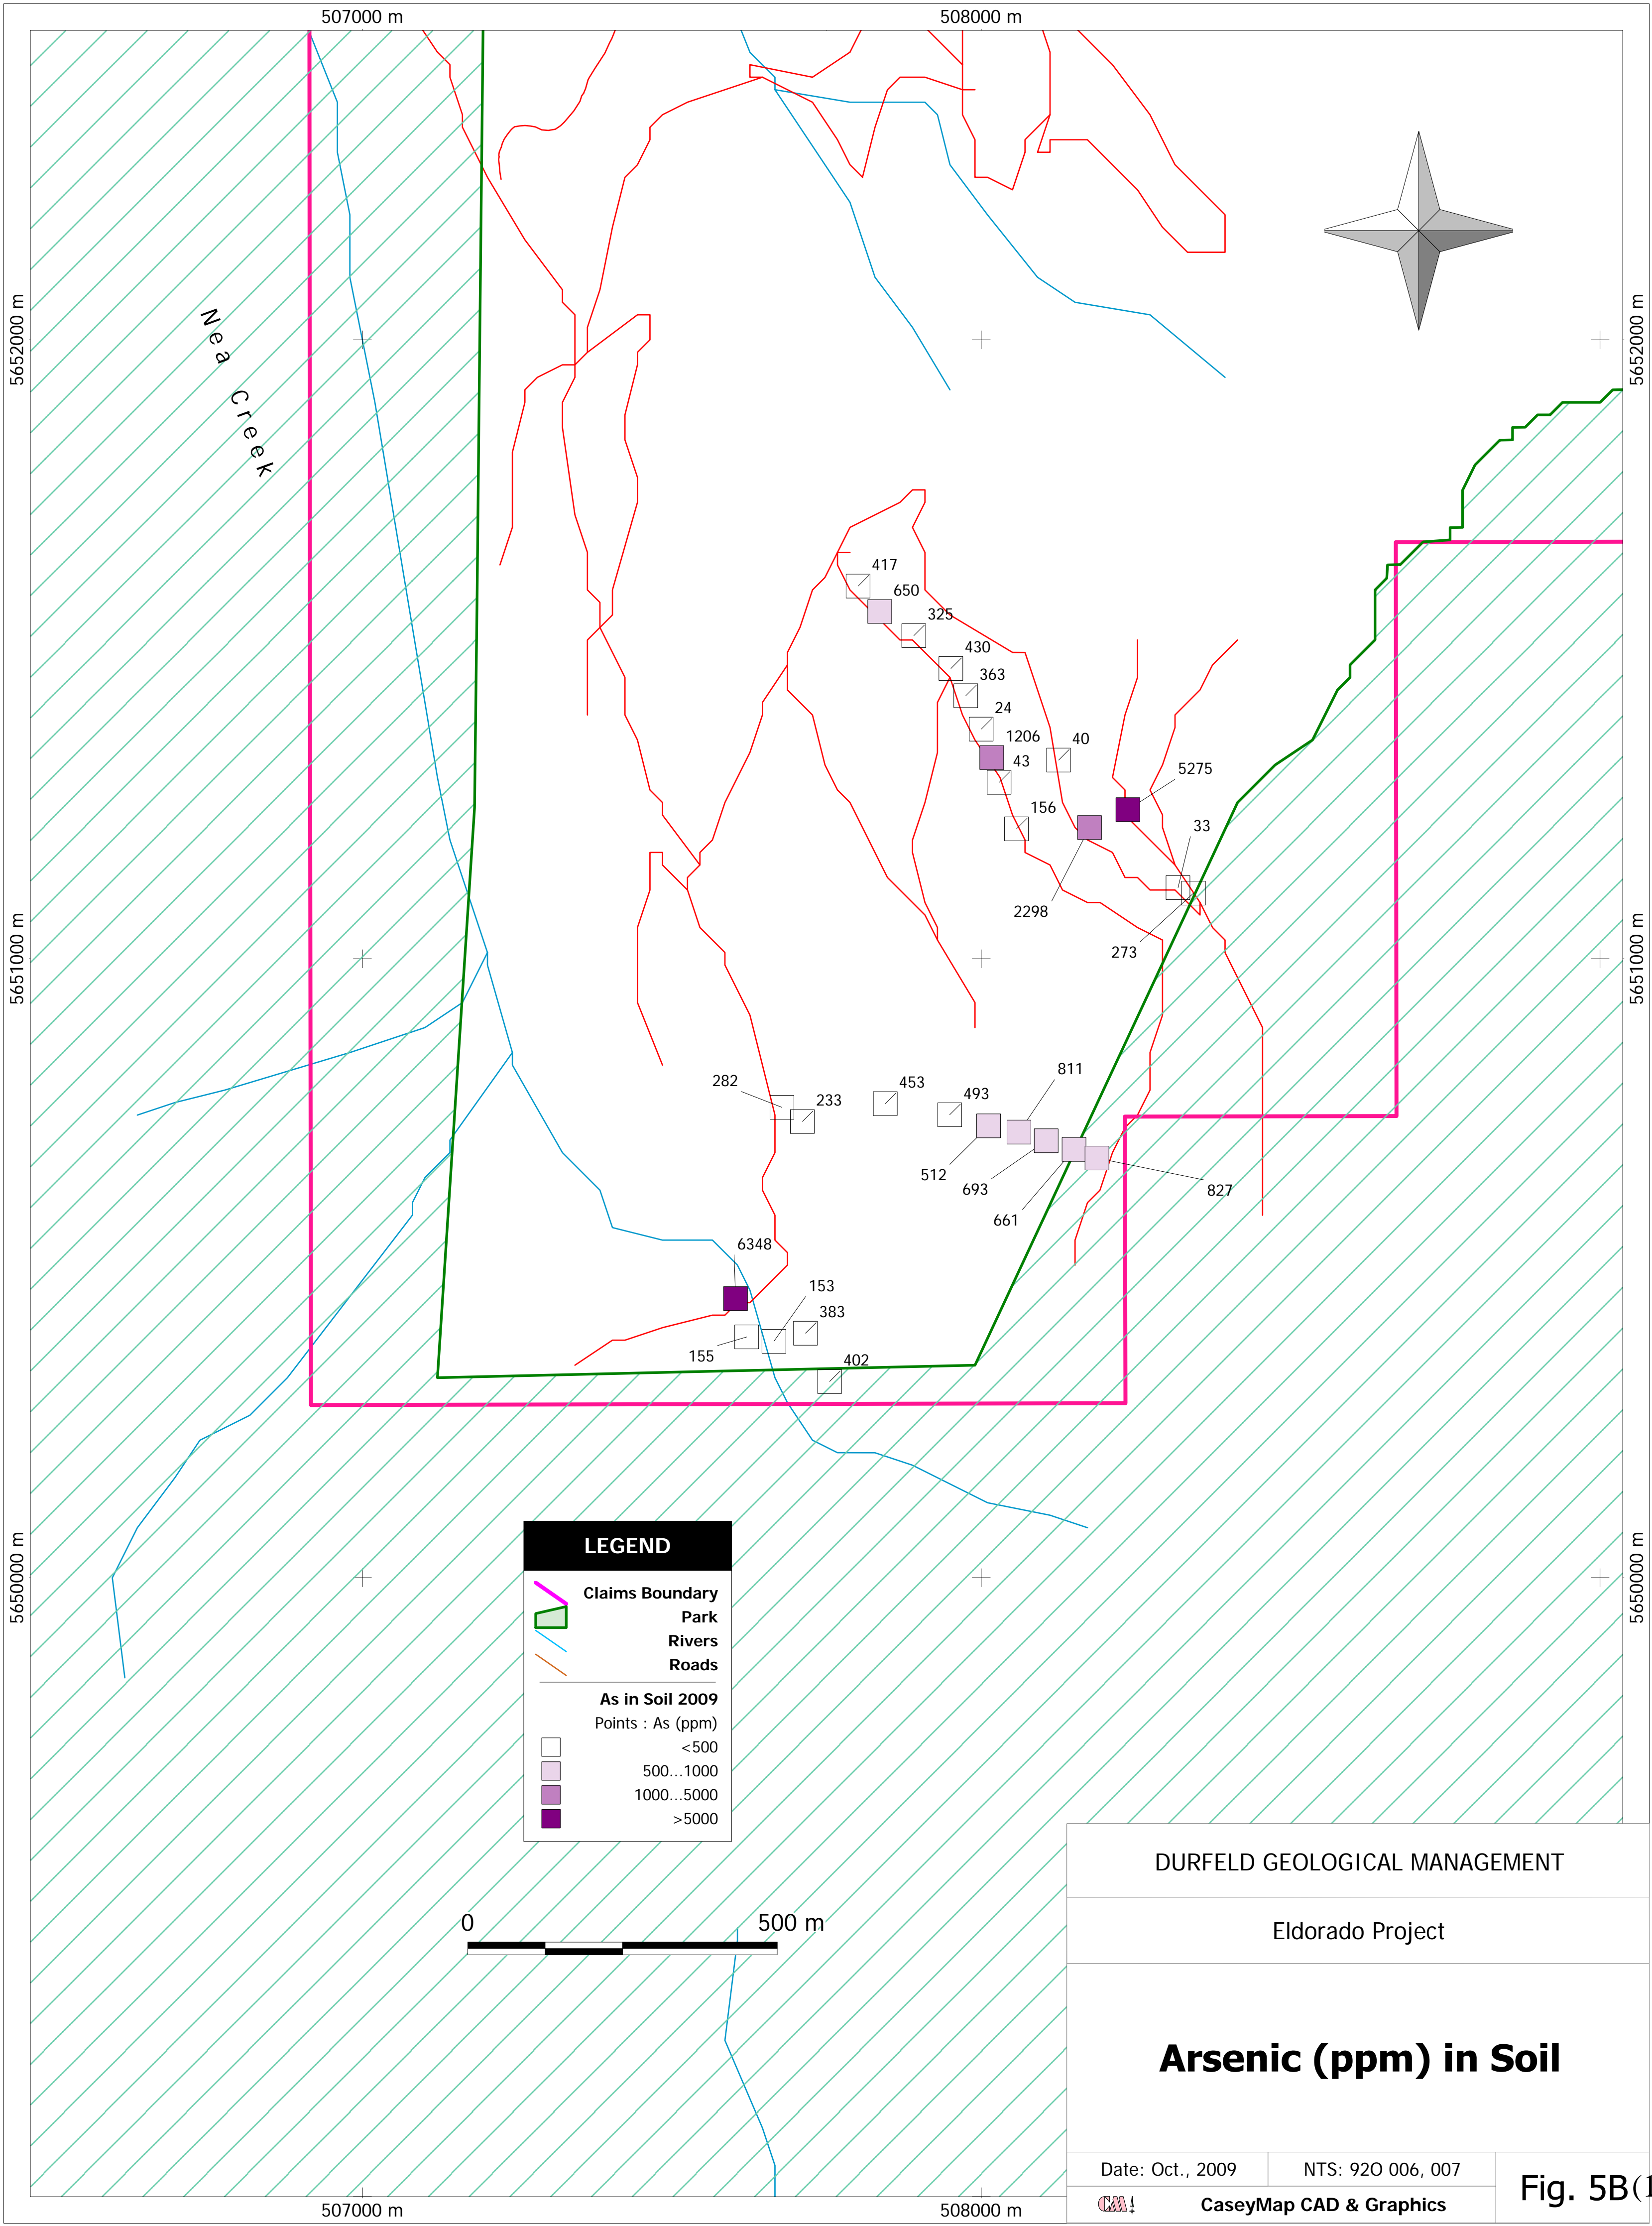 507000 m
508000 m
5652000 m
5652000 m
Nea Creek
417
650
325
430
363
24
1206
40
43
5275
156
33
2298
273
5651000 m
5651000 m
811
282
453
233
493
512
693
827
661
6348
153
383
155
402
5650000 m
5650000 m
LEGEND
Claims Boundary
Park
Rivers
Roads
As in Soil 2009
Points : As (ppm)
<500
500...1000
1000...5000
>5000
0
500 m
DURFELD GEOLOGICAL MANAGEMENT
Eldorado Project
Arsenic (ppm) in Soil
Date: Oct., 2009
NTS: 92O 006, 007
CaseyMap CAD & Graphics
Fig. 5B(1
507000 m
508000 m